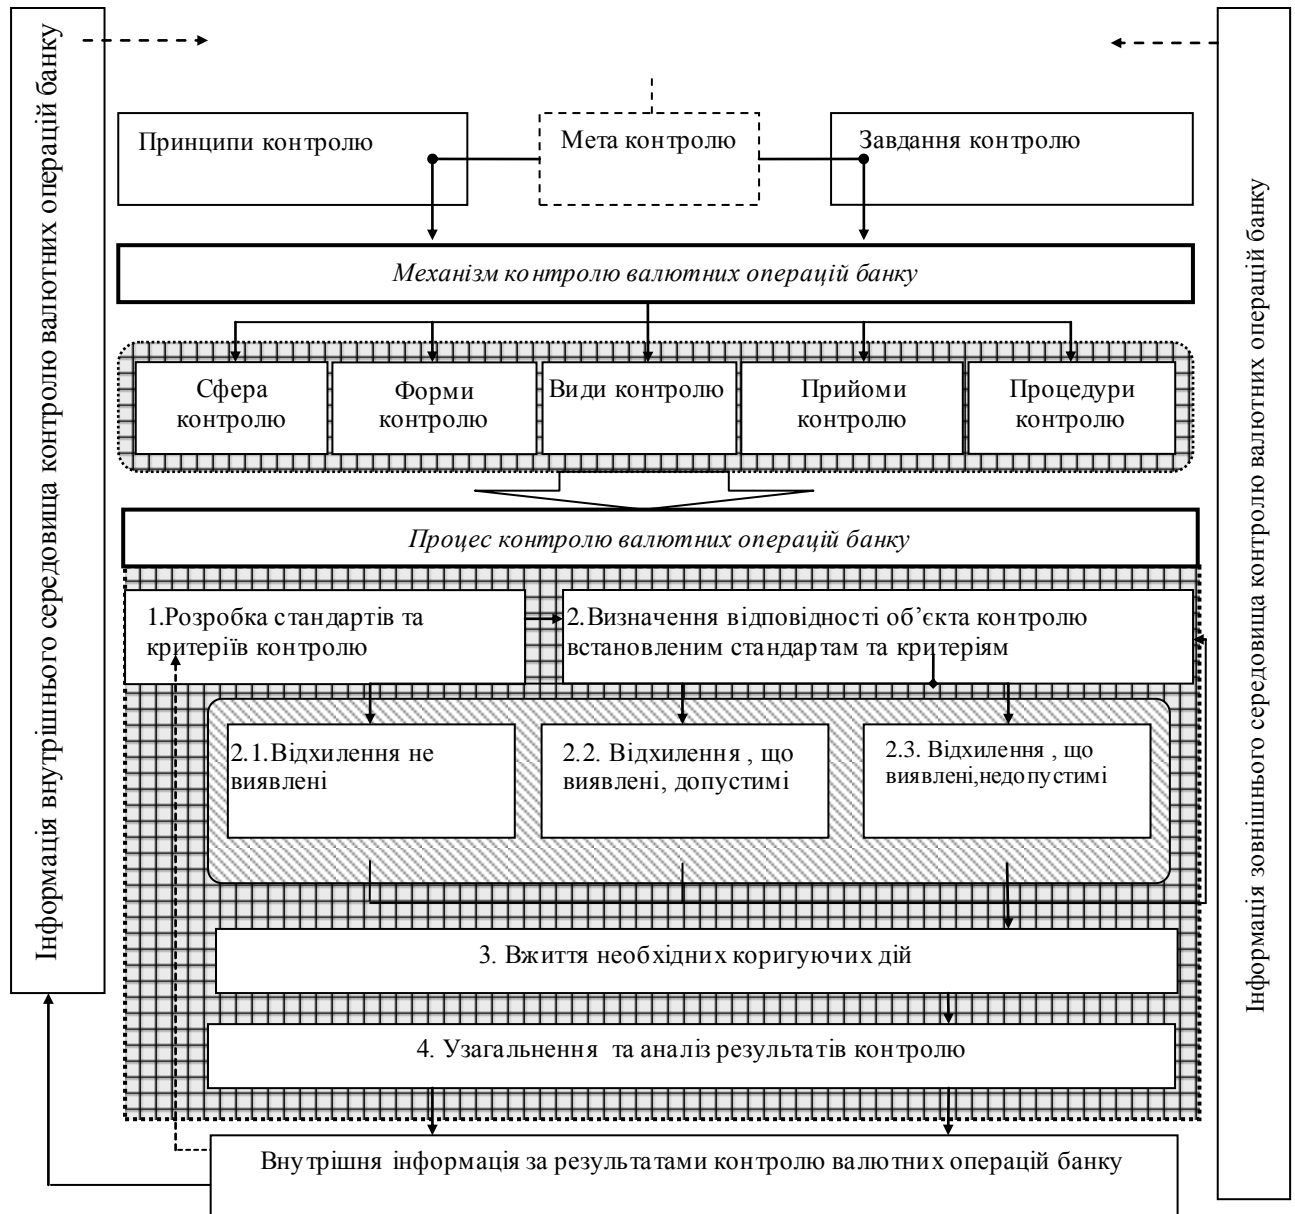 Інформація внутрішнього середовища контролю валютних операцій банку
Принципи контролю
Мета контролю
Завдання контролю
Механізм контролю валютних операцій банку
Сфера
контролю
Форми
контролю
Види контролю
Прийоми
контролю
Процедури
контролю
Процес контролю валютних операцій банку
1.Розробка стандартів та
критеріїв контролю
2.Визначення відповідності об’єкта контролю
встановленим стандартам та критеріям
2.1.Відхилення не
виявлені
2.2. Відхилення , що
виявлені, допустимі
2.3. Відхилення , що
виявлені,недопустимі
3. Вжиття необхідних коригуючих дій
4. Узагальнення та аналіз результатів контролю
Внутрішня інформація за результатами контролю валютних операцій банку
Інформація зовнішнього середовища контролю валютних операцій банку